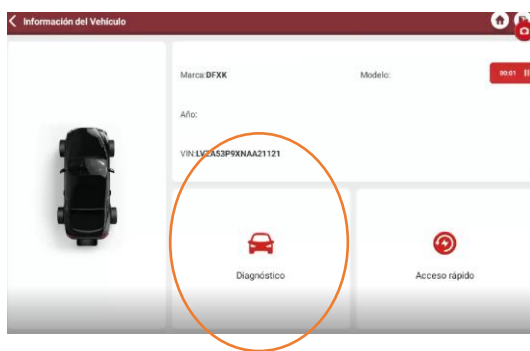 Información del Vehículo
Marca:DFXK Modelo:
00:01
Año:
VIN:LVZA53P9XNAA21121
Diagnóstico
Acceso rápido